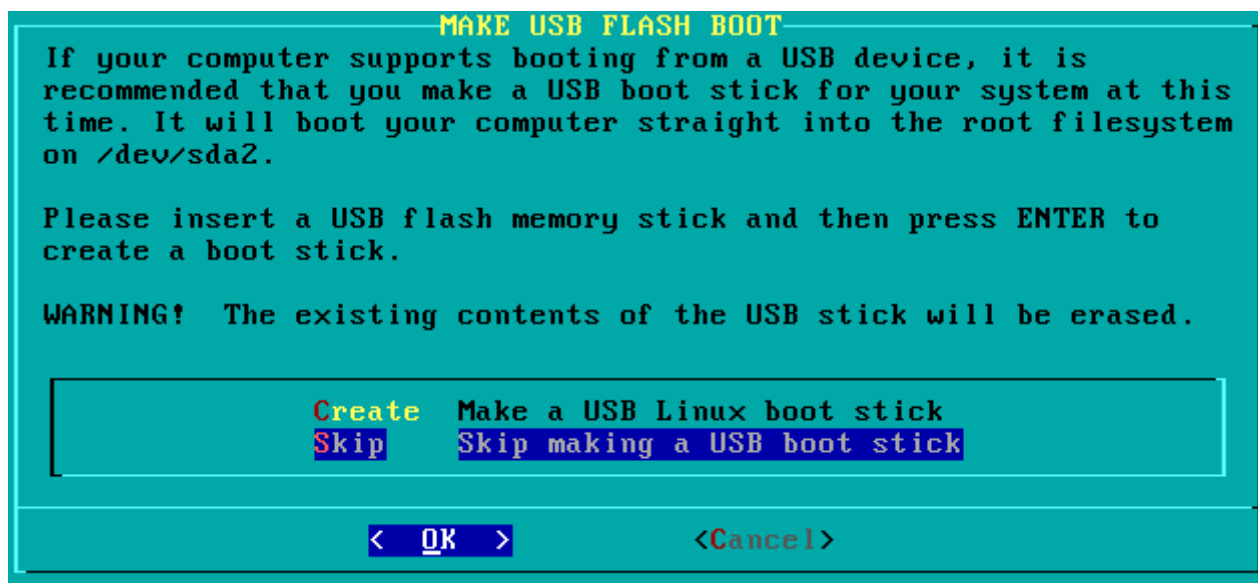 MAKE USB FLASH BOOT
If your computer supports booting from a USB device, it is
recommended that you make a USB boot stick for your system at this
time. It will boot your computer straight into the root filesystem
on /dev/sda2.
Please insert a USB flash memory stick and then press ENTER to
create a boot stick.
WARNING!  The existing contents of the USB stick will be erased.
Create  Make a USB Linux boot stick
Skip    Skip making a USB boot stick
<  OK  >    <Cancel>